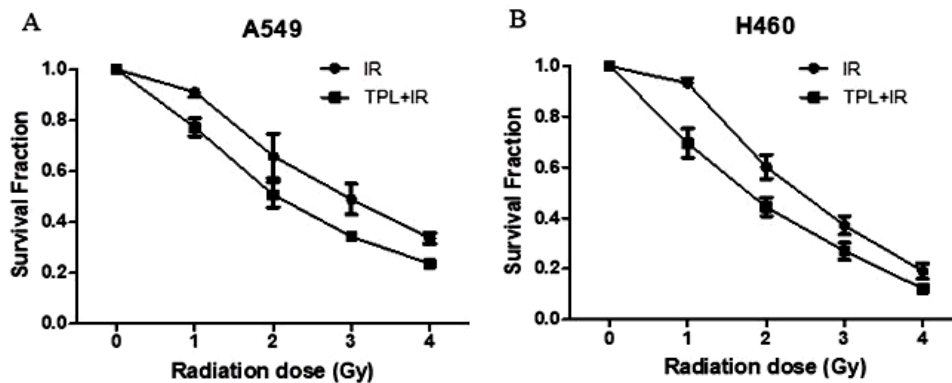 A
A549
IR
TPL+IR
Survival Fraction
1.0
0.8
0.6
0.4
0.2
0.0
0 1 2 3 4
Radiation dose (Gy)
B
H460
IR
TPL+IR
Survival Fraction
1.0
0.8
0.6
0.4
0.2
0.0
0 1 2 3 4
Radiation dose (Gy)